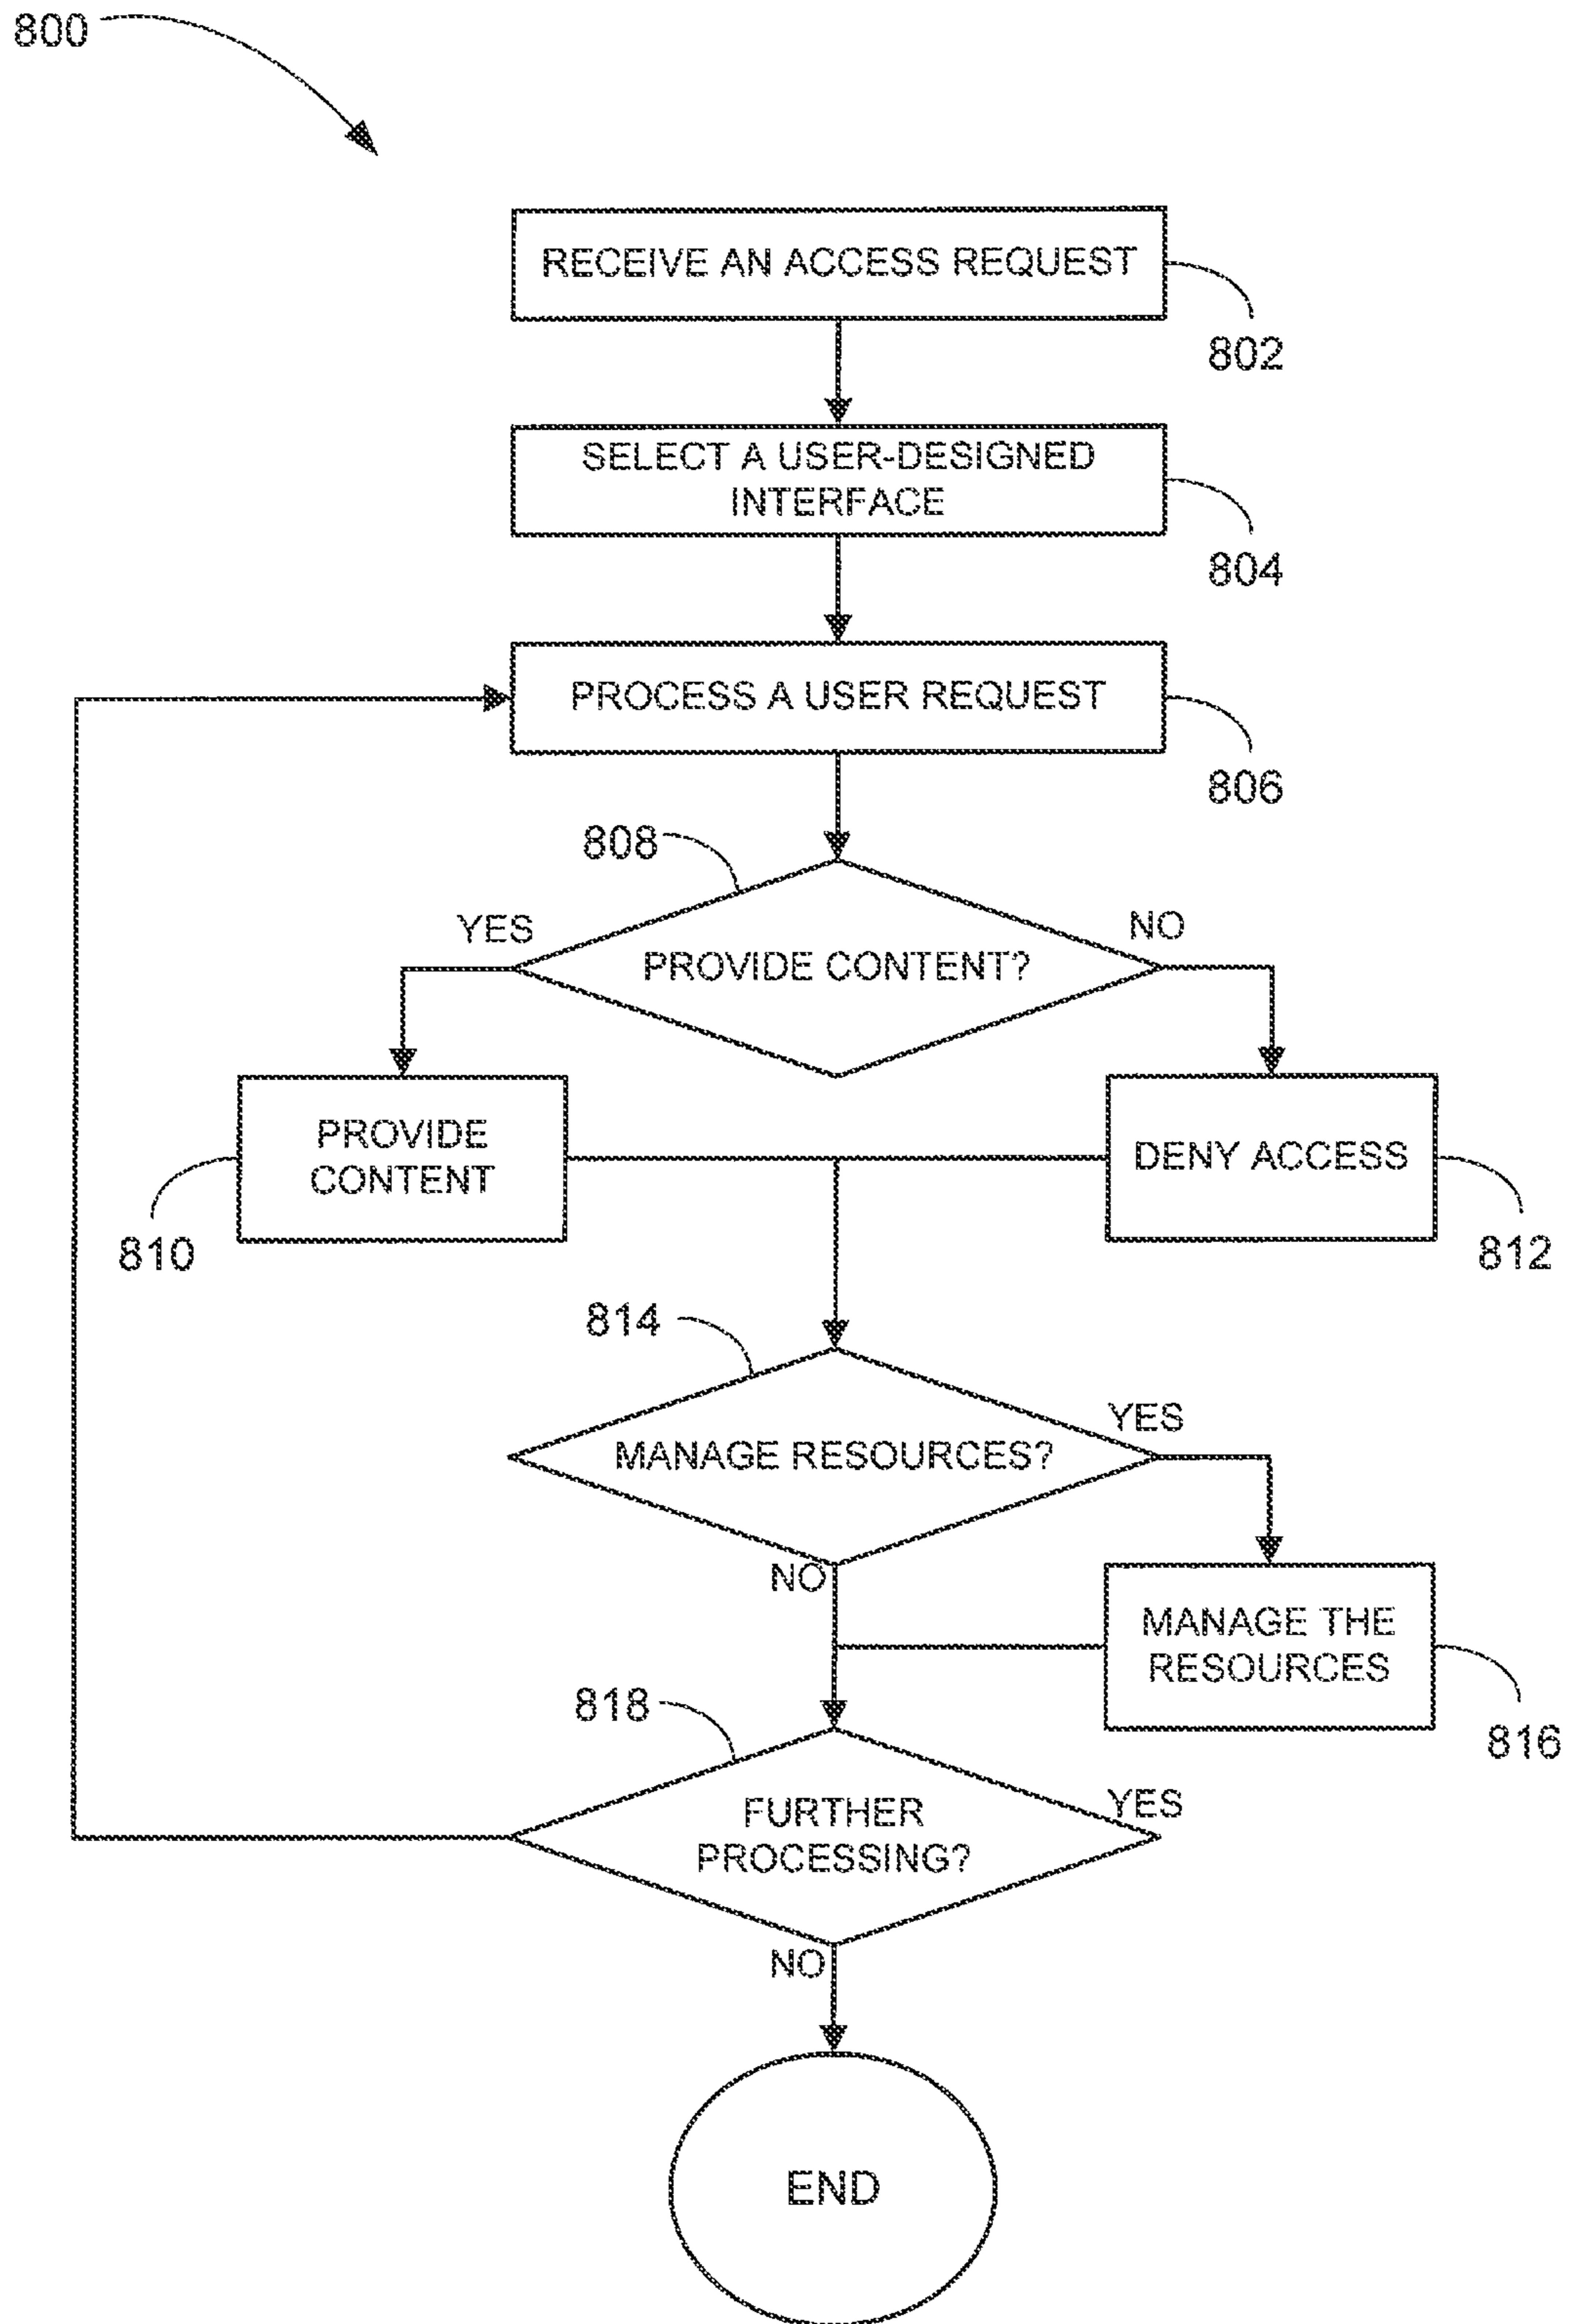 800
RECEIVE AN ACCESS REQUEST
802
SELECT A USER-DESIGNED
INTERFACE
804
PROCESS A USER REQUEST
806
808
YES
NO
PROVIDE CONTENT?
PROVIDE
CONTENT
810
DENY ACCESS
812
814
YES
MANAGE RESOURCES?
NO
MANAGE THE
RESOURCES
816
818
YES
FURTHER
PROCESSING?
NO
END